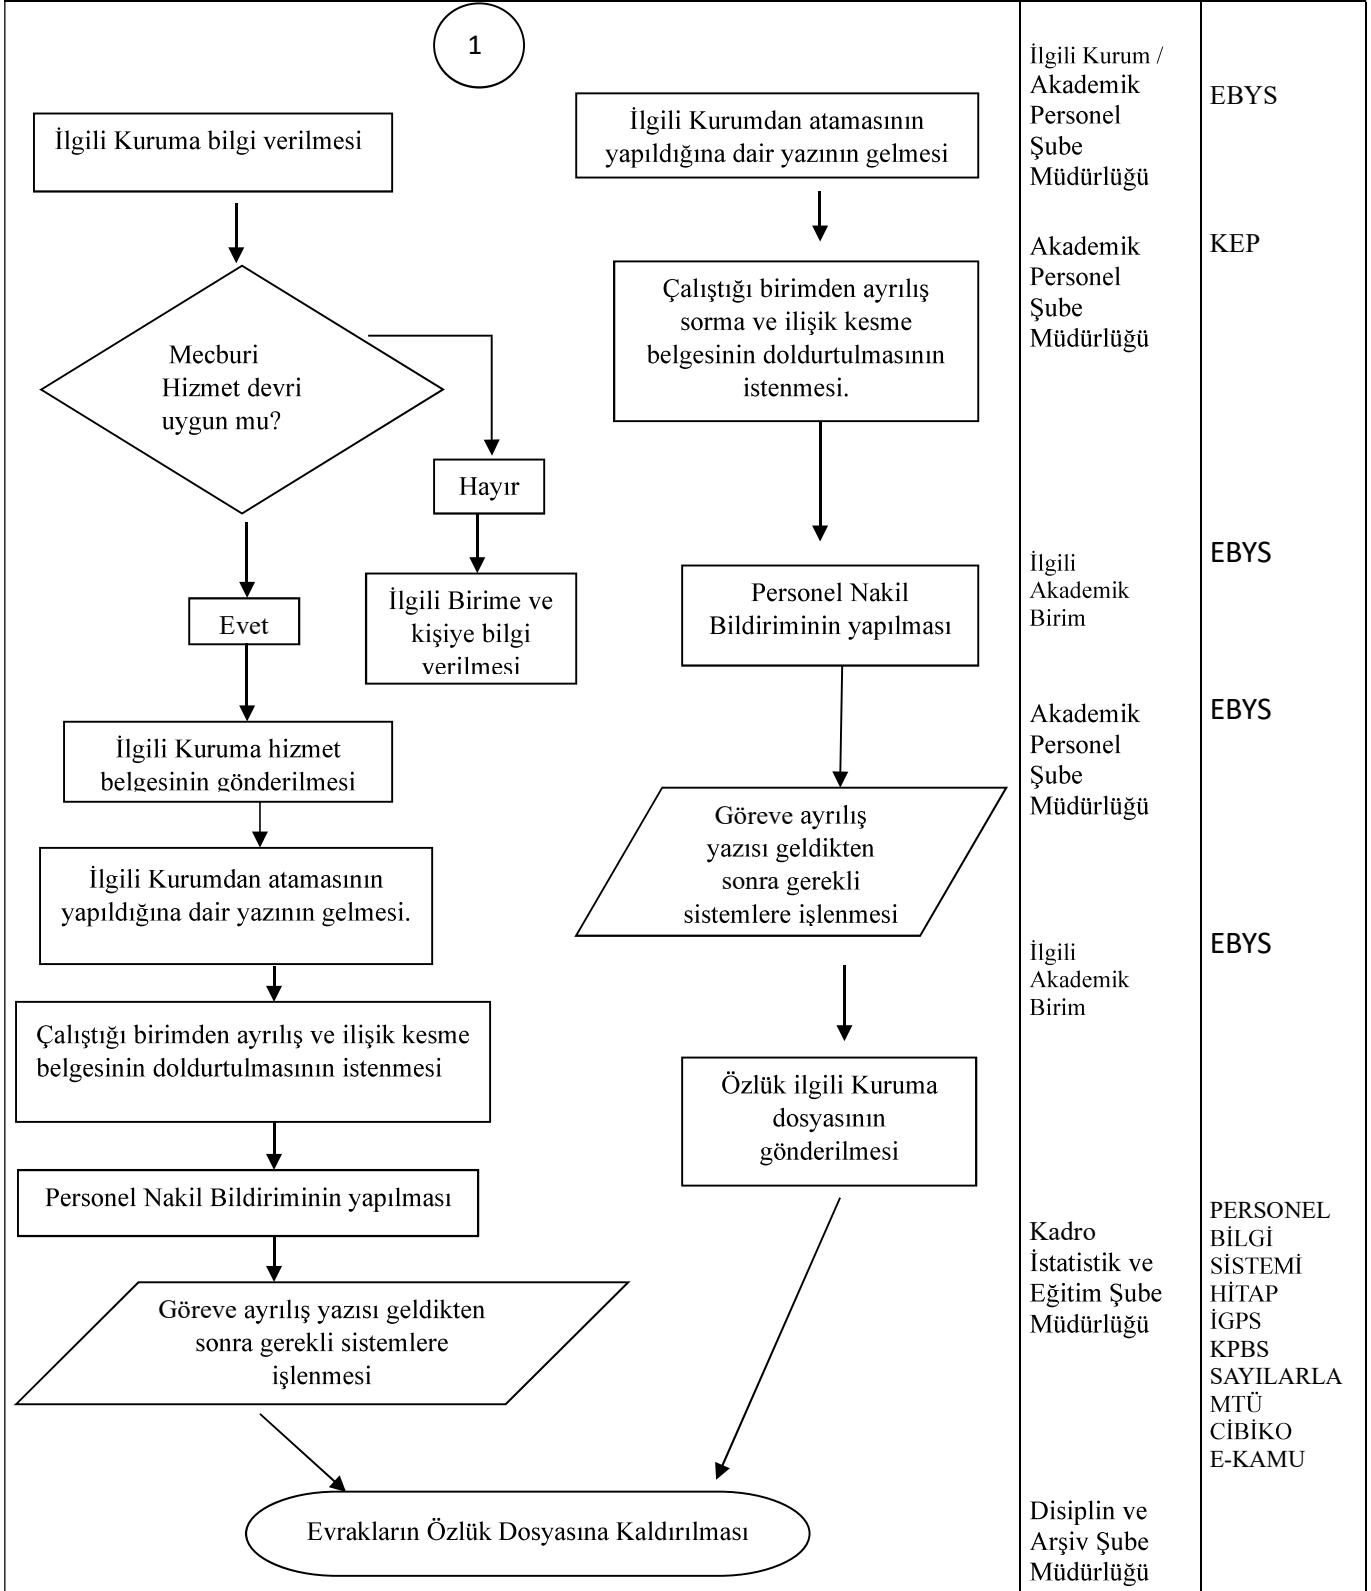 1
İlgili Kuruma bilgi verilmesi
Mecburi
Hizmet devri
uygun mu?
Hayır
İlgili Birime ve
kişiye bilgi
verilmesi
Evet
İlgili Kuruma hizmet
belgesinin gönderilmesi
İlgili Kurumdan atamasının
yapıldığına dair yazının gelmesi.
Çalıştığı birimden ayrılış ve ilişik kesme
belgesinin doldurtulmasının istenmesi
Personel Nakil Bildiriminin yapılması
Göreve ayrılış yazısı geldikten
sonra gerekli sistemlere
işlenmesi
İlgili Kurumdan atamasının
yapıldığına dair yazının gelmesi
Çalıştığı birimden ayrılış
sorma ve ilişik kesme
belgesinin doldurtulmasının
istenmesi.
Personel Nakil
Bildiriminin yapılması
Göreve ayrılış
yazısı geldikten
sonra gerekli
sistemlere işlenmesi
Özlük ilgili Kuruma
dosyasının
gönderilmesi
Evrakların Özlük Dosyasına Kaldırılması
İlgili Kurum /
Akademik
Personel
Şube
Müdürlüğü
Akademik
Personel
Şube
Müdürlüğü
İlgili
Akademik
Birim
Akademik
Personel
Şube
Müdürlüğü
İlgili
Akademik
Birim
Kadro
İstatistik ve
Eğitim Şube
Müdürlüğü
Disiplin ve
Arşiv Şube
Müdürlüğü
EBYS
KEP
EBYS
EBYS
EBYS
PERSONEL
BİLGİ
SİSTEMİ
HİTAP
İGPS
KPBS
SAYILARLA
MTÜ
CİBİKO
E-KAMU